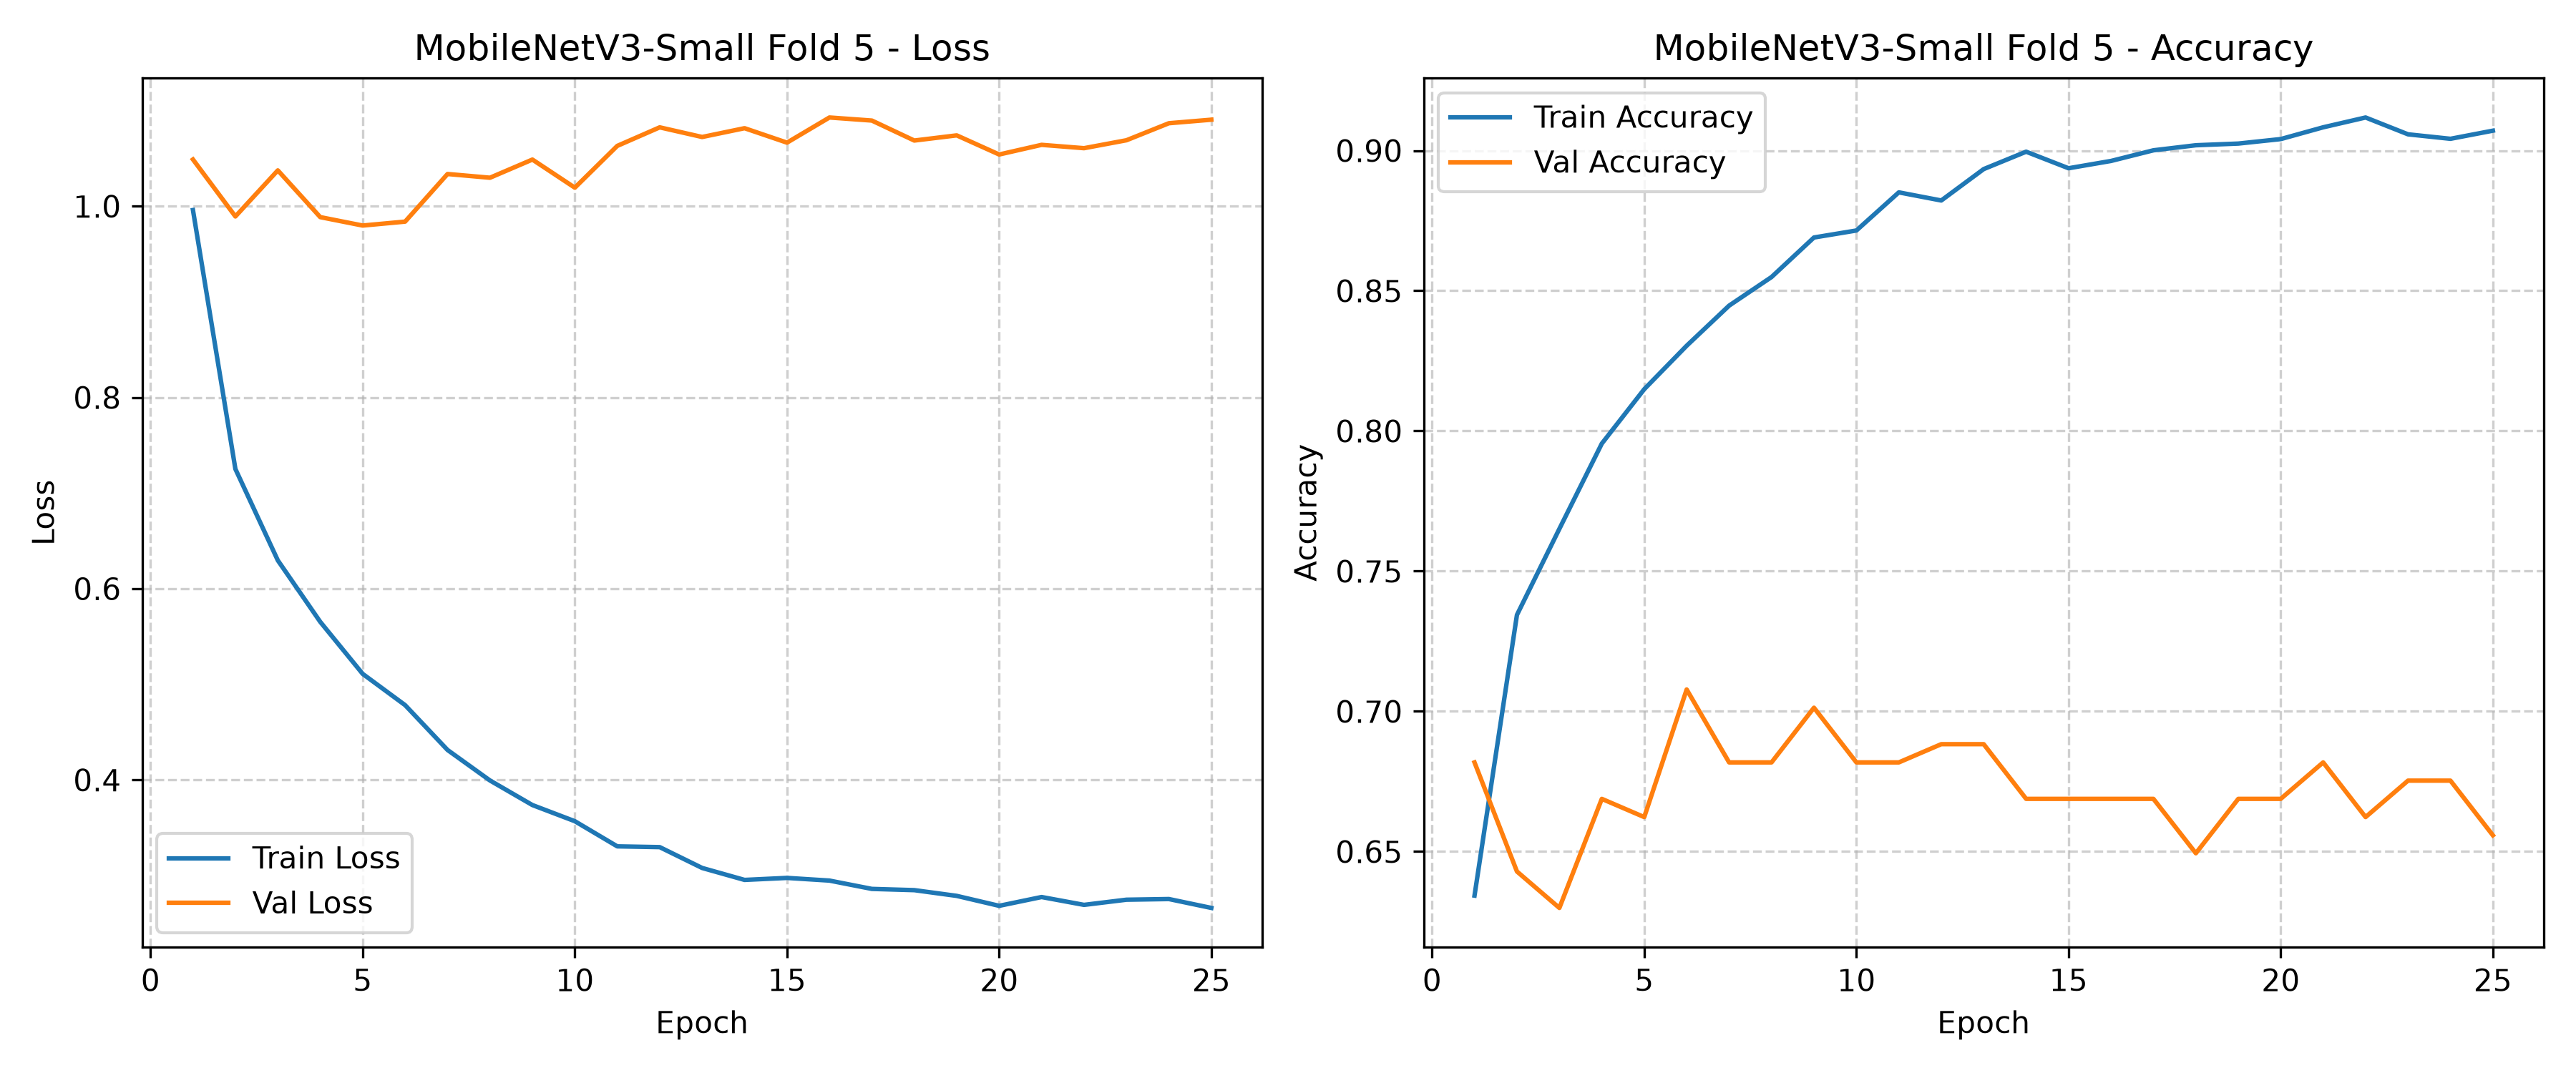 MobileNetV3-Small Fold 5 - Loss
1.0
0.8
0.6
0.4
Loss
Train Loss
Val Loss
0 5 10 15 20 25
Epoch
MobileNetV3-Small Fold 5 - Accuracy
Train Accuracy
Val Accuracy
0.90
0.85
0.80
0.75
0.70
0.65
Accuracy
0 5 10 15 20 25
Epoch